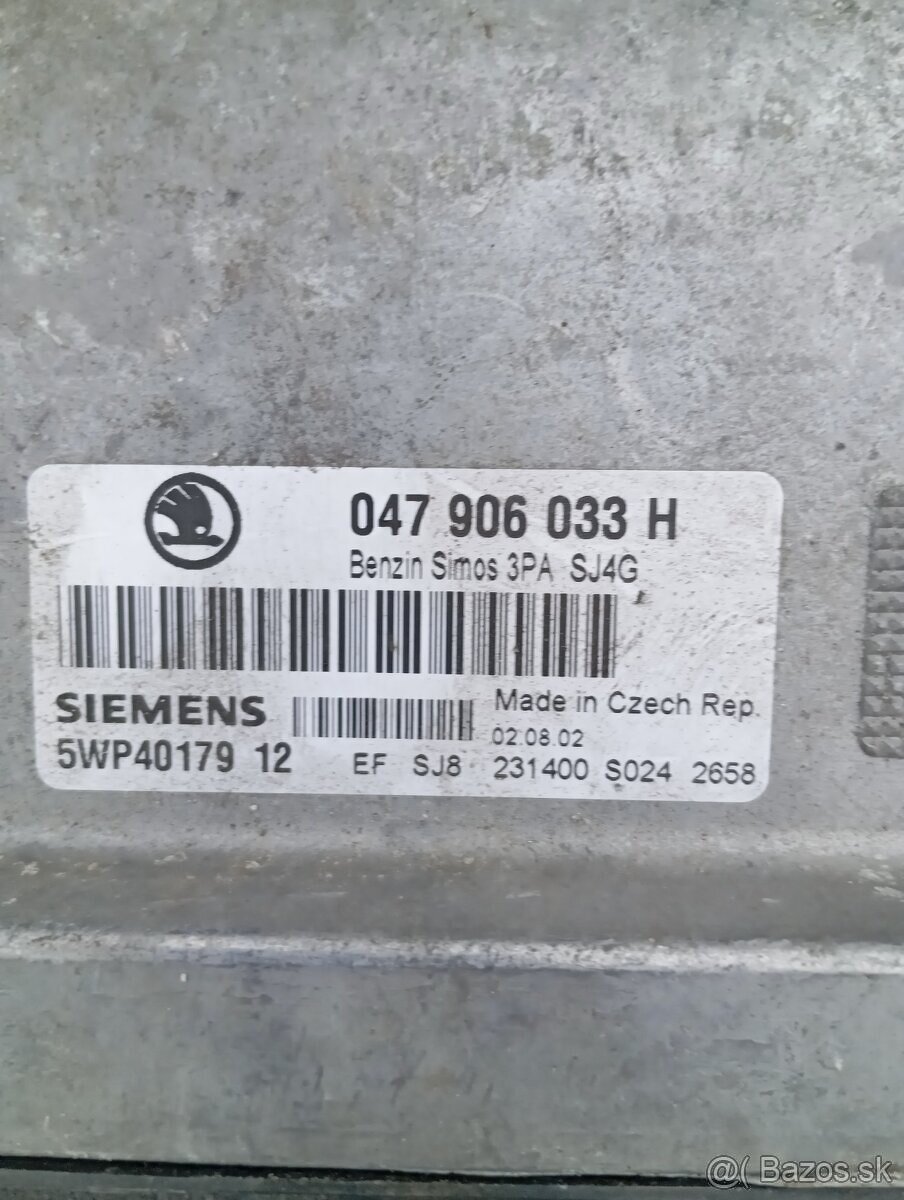 047 906 033 H
Benzin Simos 3PA SJ4G
SIEMENS
Made in Czech Rep.
02.08.02
5WP40179 12
EF SJ8 231400 S024 2658
@( Bazos.sk